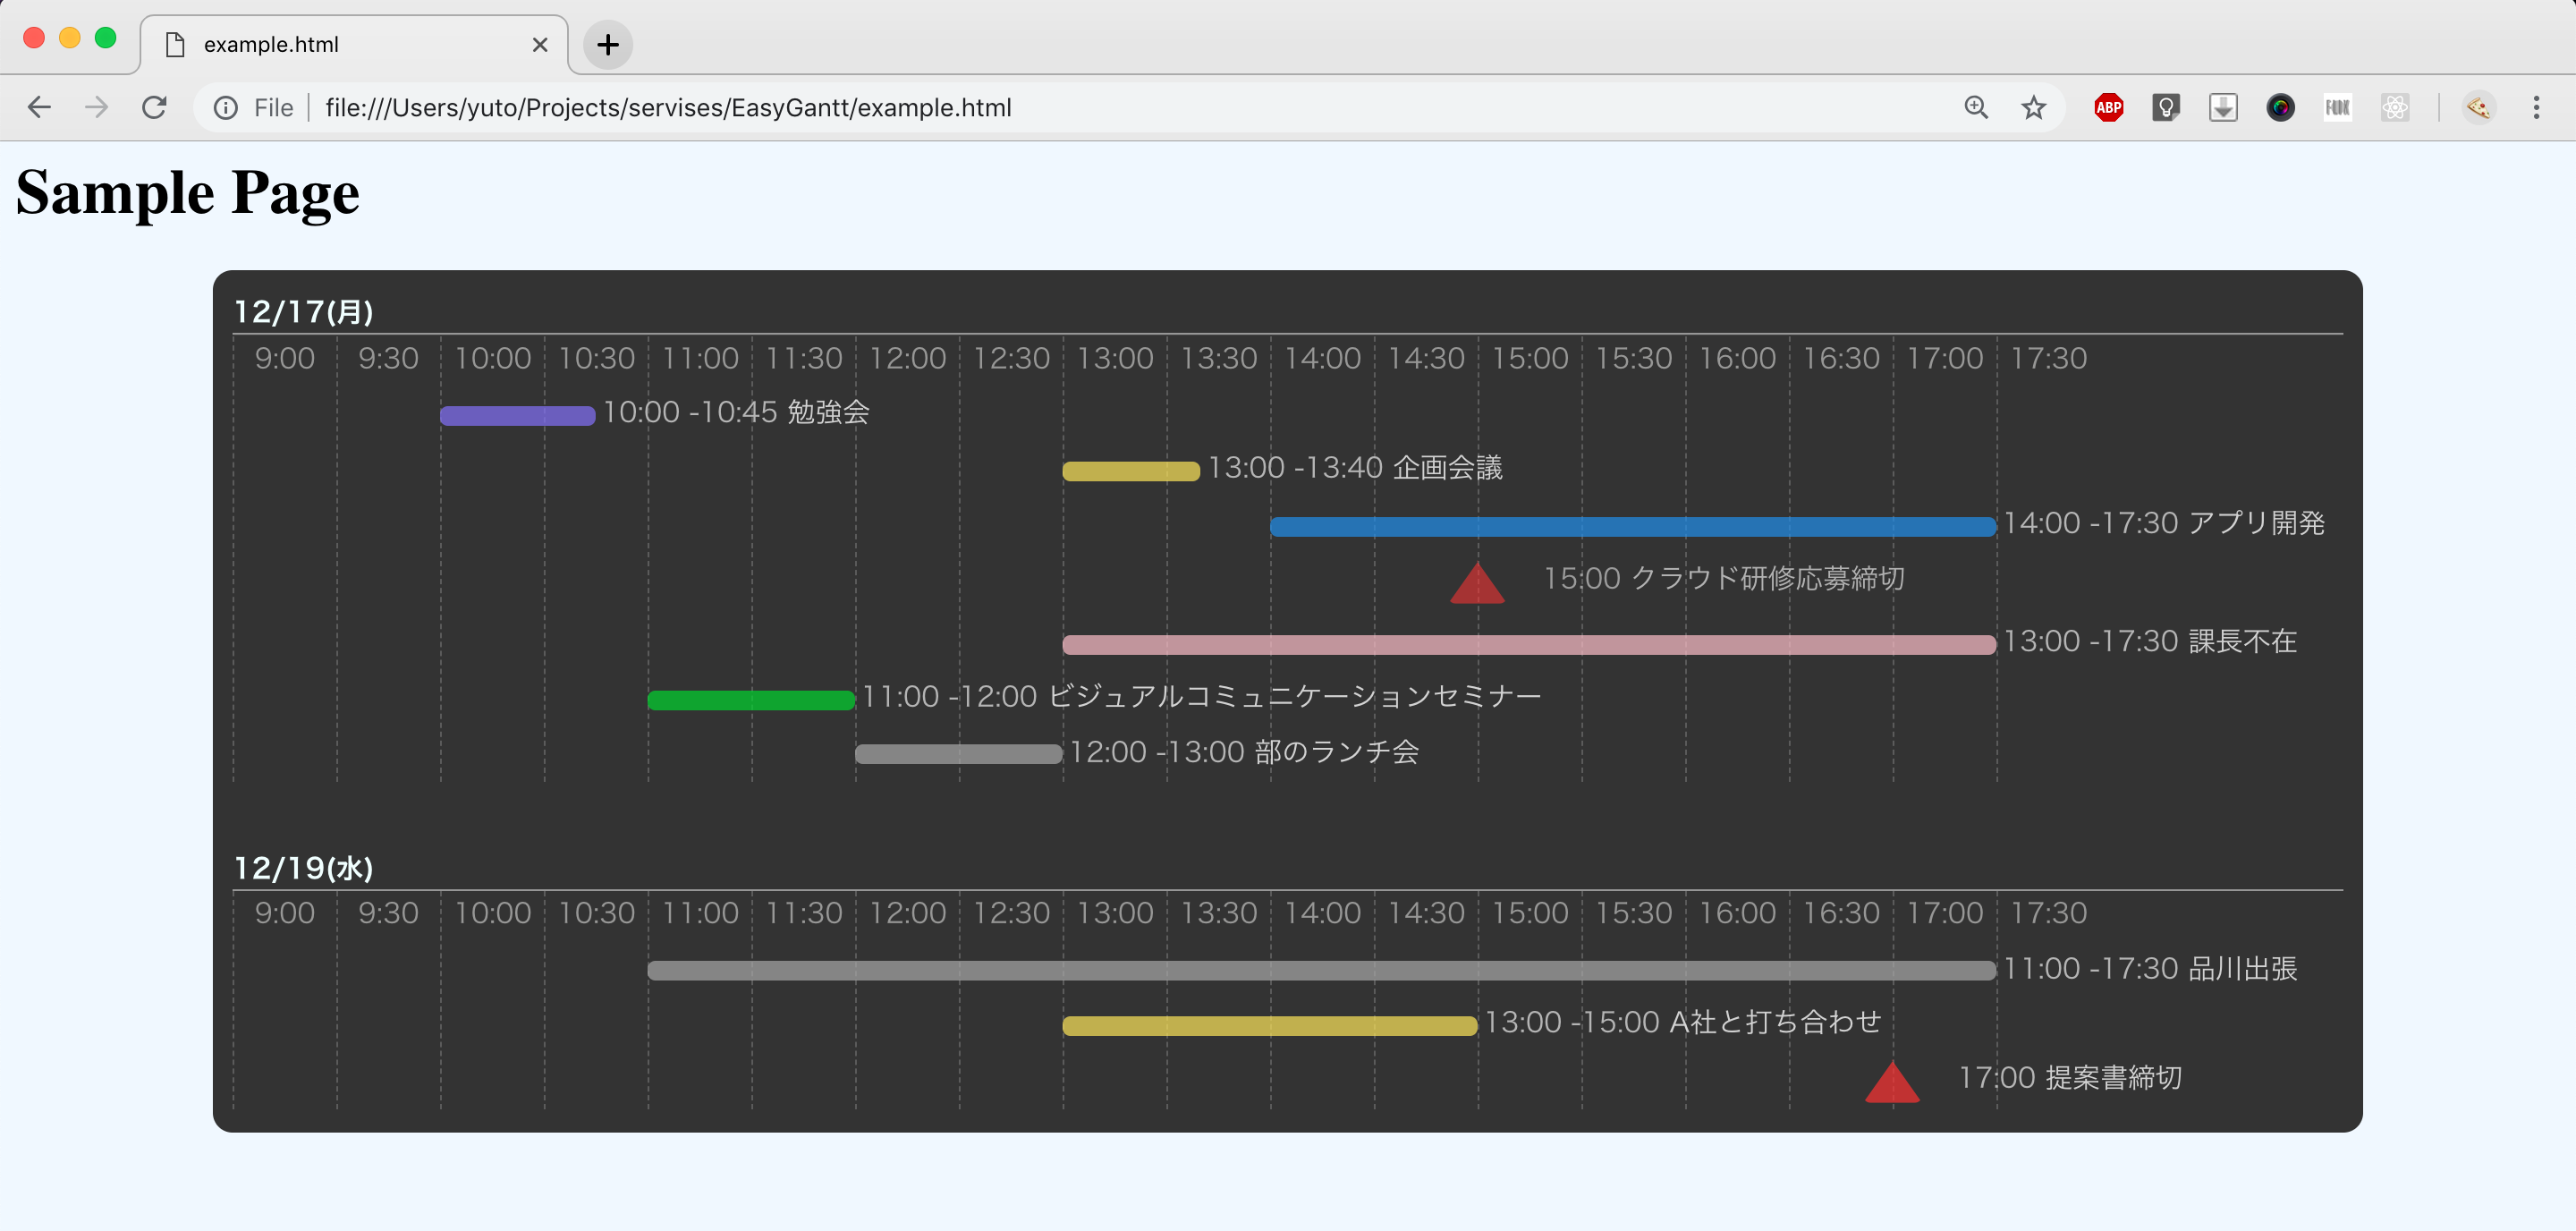 example.html
File file:///Users/yuto/Projects/servises/EasyGantt/example.html
ABP
Sample Page
12/17(月)
9:00 9:30 10:00 10:30 11:00 11:30 12:00 12:30 13:00 13:30 14:00 14:30 15:00 15:30 16:00 16:30 17:00 17:30
10:00 -10:45 勉強会
13:00 -13:40 企画会議
14:00 -17:30 アプリ開発
15:00 クラウド研修応募締切
13:00 -17:30 課長不在
11:00 -12:00 ビジュアルコミュニケーションセミナー
12:00 -13:00 部のランチ会
12/19(水)
9:00 9:30 10:00 10:30 11:00 11:30 12:00 12:30 13:00 13:30 14:00 14:30 15:00 15:30 16:00 16:30 17:00 17:30
11:00 -17:30 品川出張
13:00 -15:00 A社と打ち合わせ
17:00 提案書締切